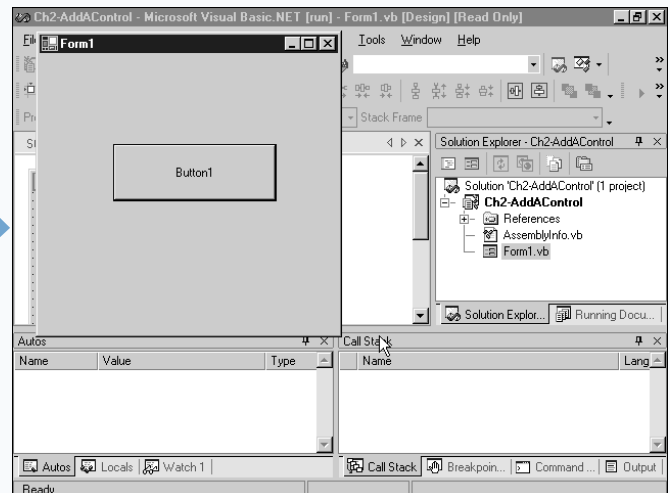 Ch2-AddAControl - Microsoft Visual Basic.NET [run] - Form1.vb [Design] [Read Only]
Form1
Tools Window Help
Stack Frame
Button1
Solution Explorer - Ch2-AddAControl
Solution 'Ch2-AddAControl' (1 project)
Ch2-AddAControl
References
AssemblyInfo.vb
Form1.vb
Solution Explor... Running Docu...
Autos
Name Value Type
Autos Locals Watch 1
Call Stack
Name Lang
Call Stack Breakpoin... Command ... Output
Ready